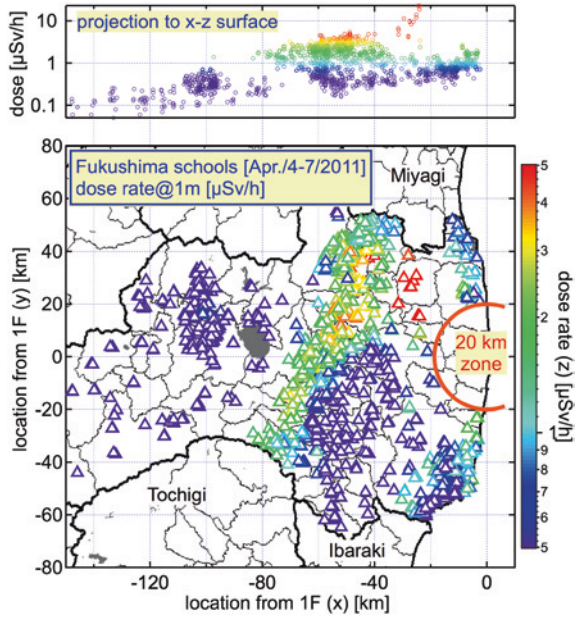 projection to x-z surface
dose [µSv/h]
10
1
0.1
80
60
40
20
0
-20
-40
-60
-80
location from 1F (y) [km]
Fukushima schools [Apr./4-7/2011]
dose rate@1m [µSv/h]
Miyagi
20 km
zone
Tochigi
Ibaraki
-120
-80
-40
0
location from 1F (x) [km]
5
4
3
2
1
9
8
7
6
5
dose rate (z) [µSv/h]